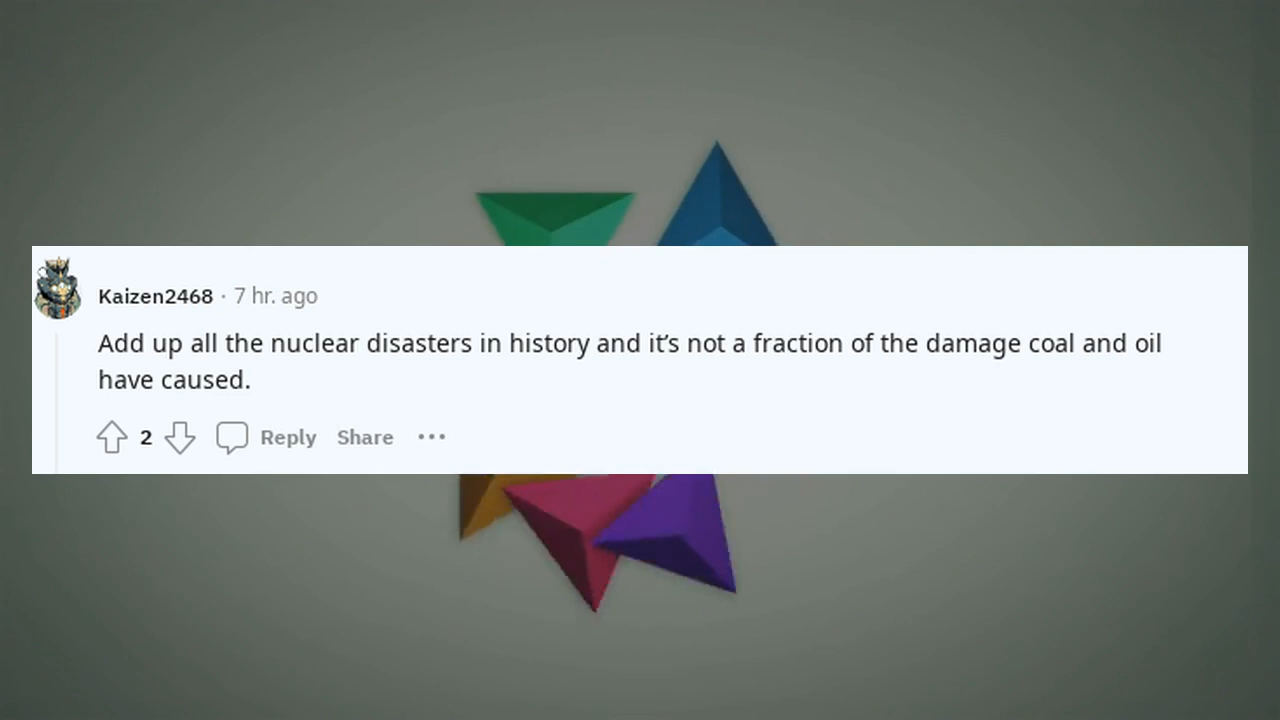 Kaizen2468 · 7 hr. ago
Add up all the nuclear disasters in history and it’s not a fraction of the damage coal and oil
have caused.
2 Reply Share ···